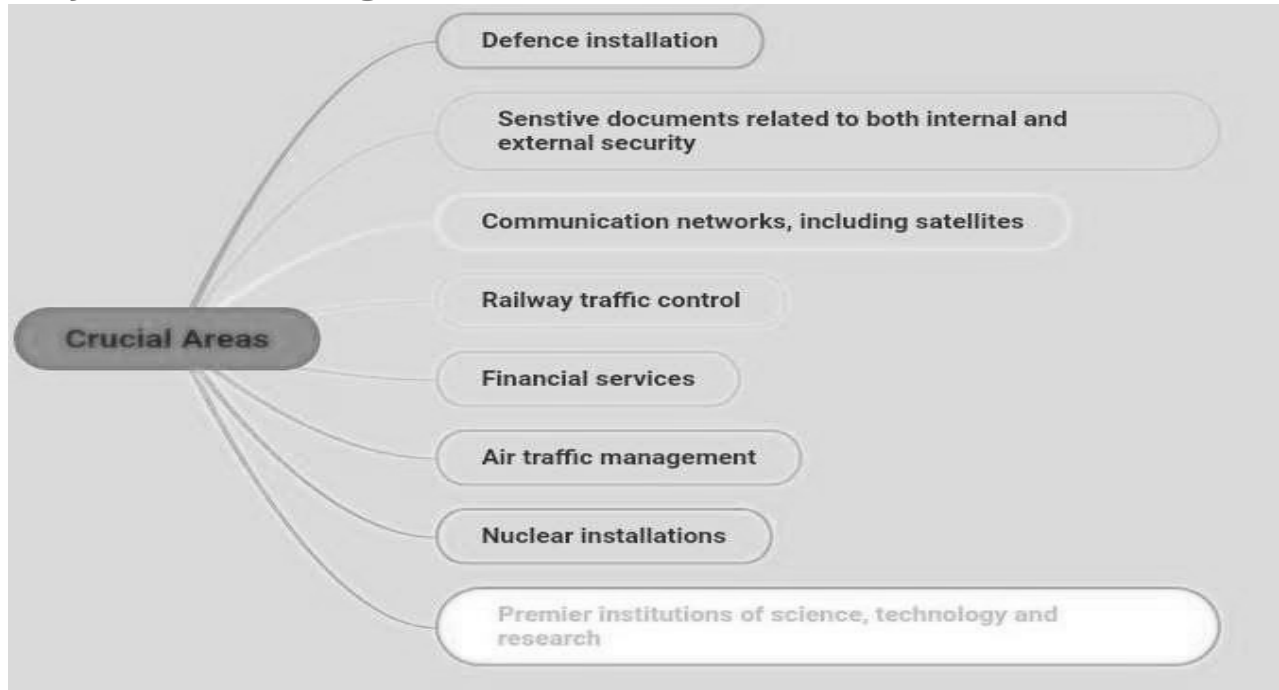 Defence installation
Senstive documents related to both internal and
external security
Communication networks, including satellites
Railway traffic control
Crucial Areas
Financial services
Air traffic management
Nuclear installations
Premier institutions of science, technology and
research